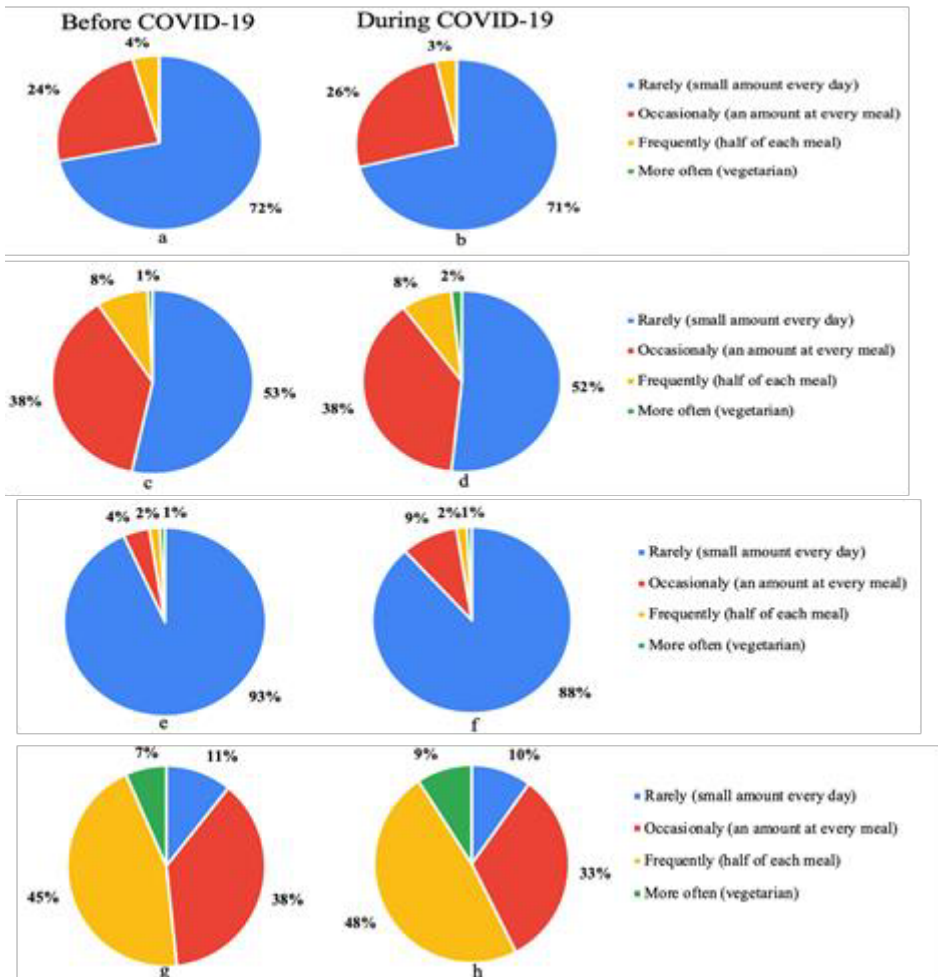 Before COVID-19 During COVID-19
4% 3%
24% 26%
72% 71%
a b
Rarely (small amount every day)
Occasionaly (an amount at every meal)
Frequently (half of each meal)
More often (vegetarian)
8% 1% 8% 2%
38% 53% 38% 52%
c d
Rarely (small amount every day)
Occasionaly (an amount at every meal)
Frequently (half of each meal)
More often (vegetarian)
4% 2% 1% 9% 2% 1%
93% 88%
e f
Rarely (small amount every day)
Occasionaly (an amount at every meal)
Frequently (half of each meal)
More often (vegetarian)
7% 11% 9% 10%
45% 38% 48% 33%
g h
Rarely (small amount every day)
Occasionaly (an amount at every meal)
Frequently (half of each meal)
More often (vegetarian)